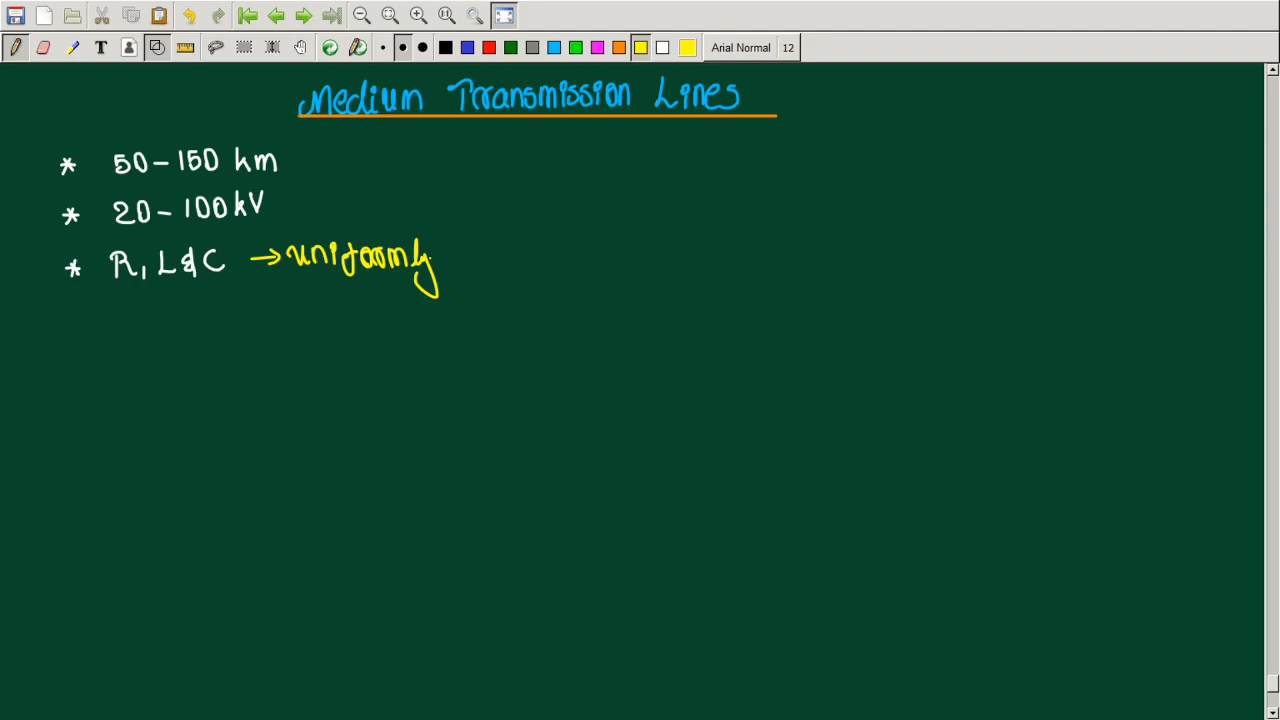 Arial Normal 12
Medium Transmission Lines
* 50-150 km
* 20-100kV
* R, L & C → uniformly